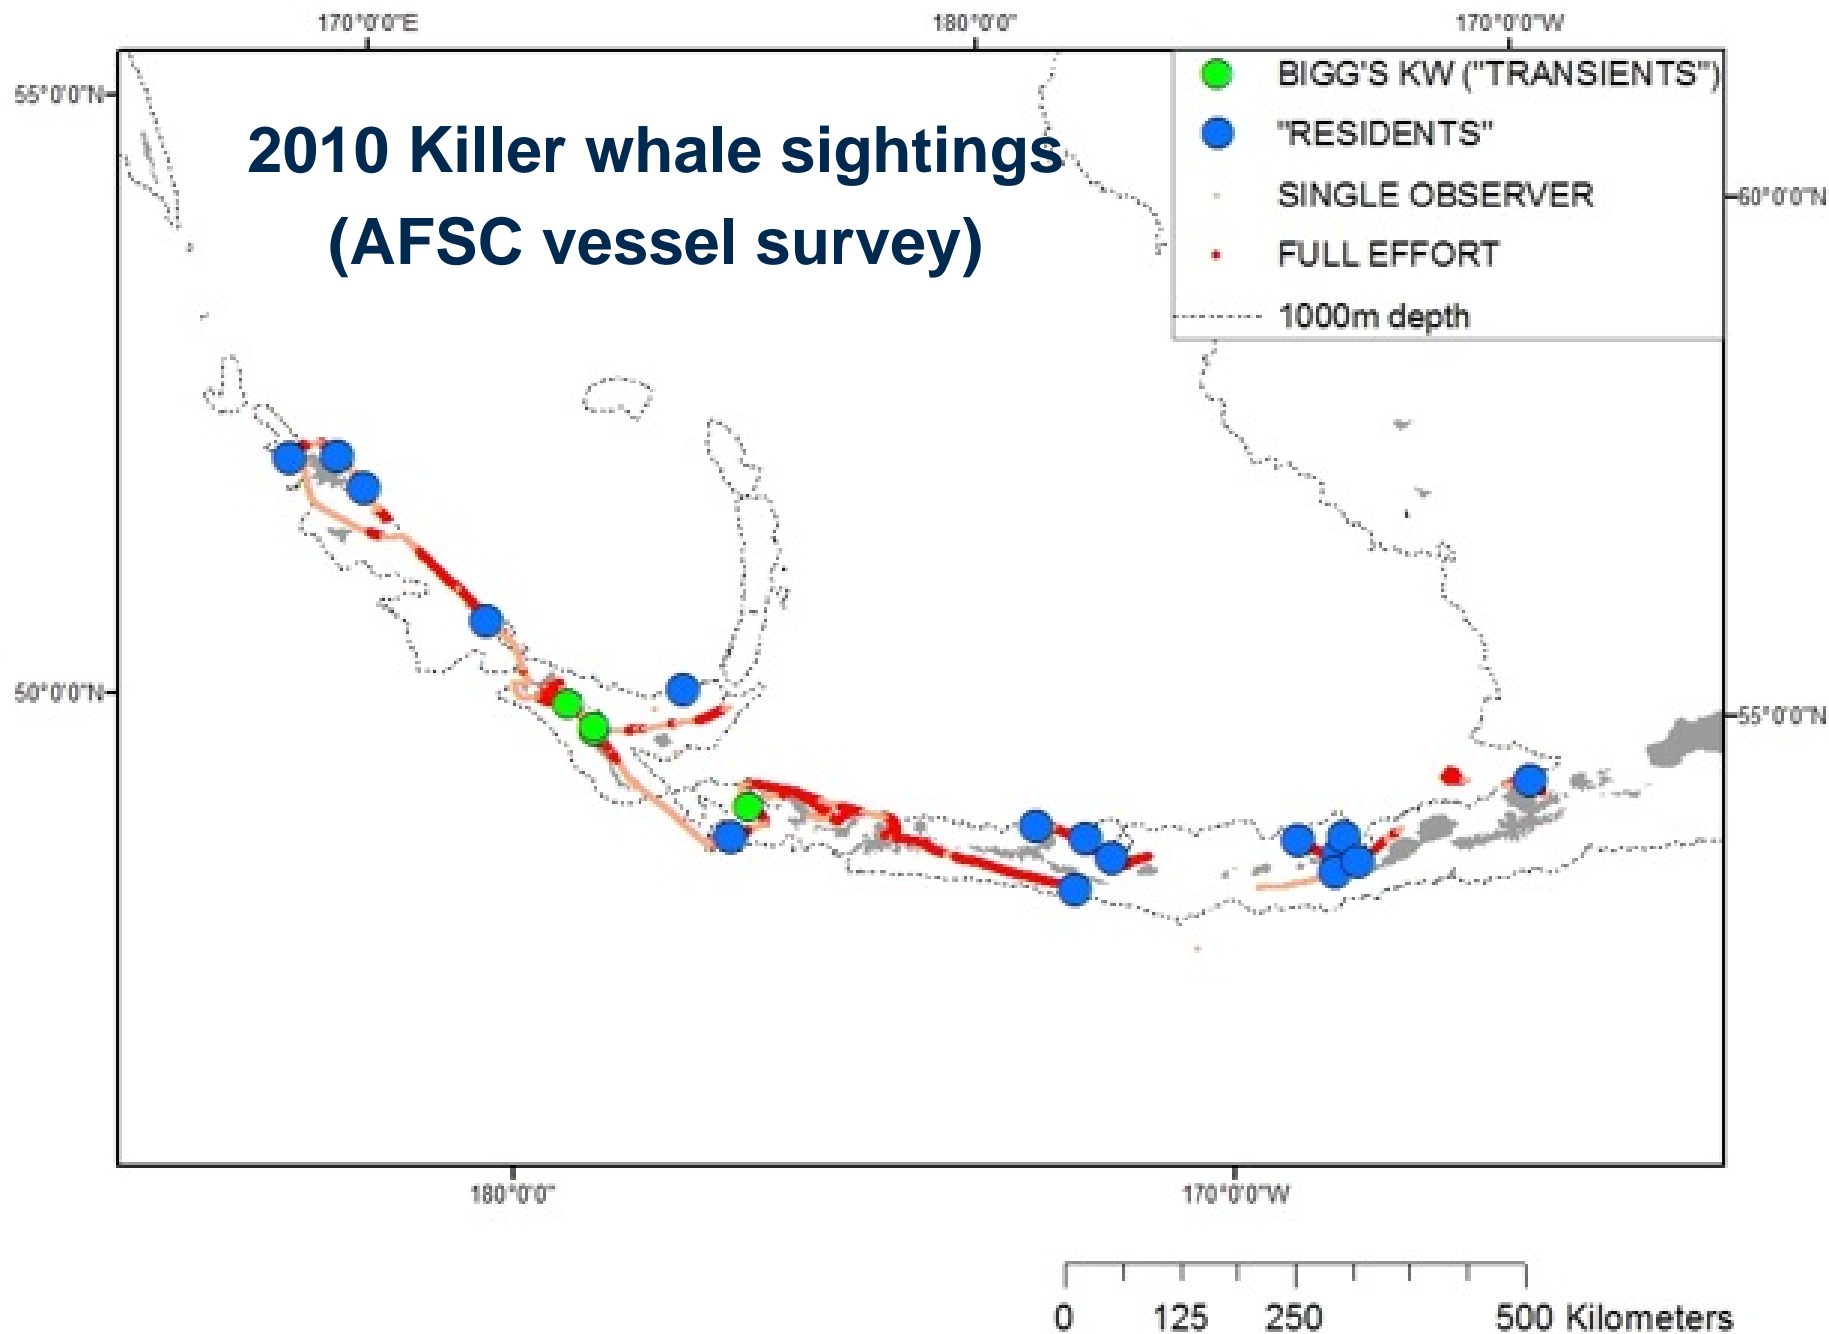 170°0'0"E
180°0'0"
170°0'0"W
BIGG'S KW ("TRANSIENTS")
55°0'0"N
"RESIDENTS"
2010 Killer whale sightings
SINGLE OBSERVER
60°0'0"N
(AFSC vessel survey)
FULL EFFORT
1000m depth
50°0'0"N
55°0'0"N
180°0'0"
170°0'0"W
0 125 250 500 Kilometers